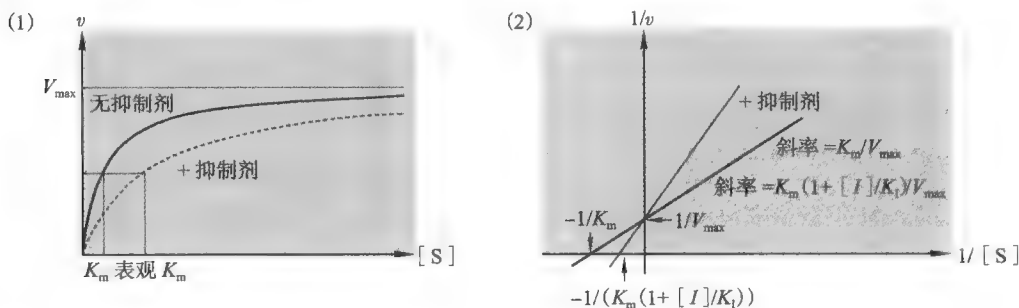 (1)
v
V_max
无抑制剂
+ 抑制剂
[ S ]
K_m 表观 K_m
(2)
1/v
+ 抑制剂
斜率 =K_m/V_max
斜率=K_m (1+ [ I ]/K_I)/V_max
-1/K_m
1/V_max
1/ [ S ]
-1/(K_m (1+ [ I ]/K_I))